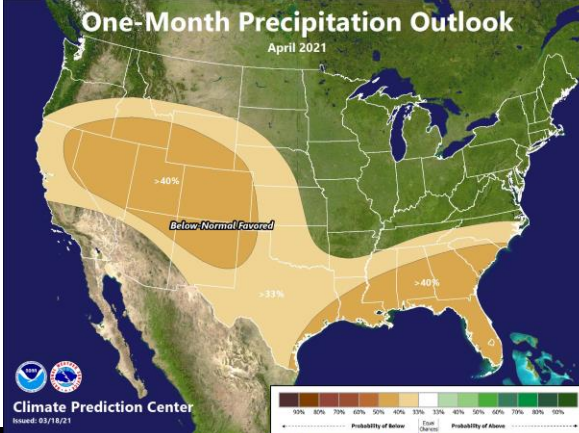 One-Month Precipitation Outlook
April 2021
>40%
Below-Normal Favored
>33%
>40%
Climate Prediction Center
Issued: 03/18/21
90% 80% 70% 60% 50% 40% 33% 33% 40% 50% 60% 70% 80% 90%
Probability of Below Equal Chances Probability of Above